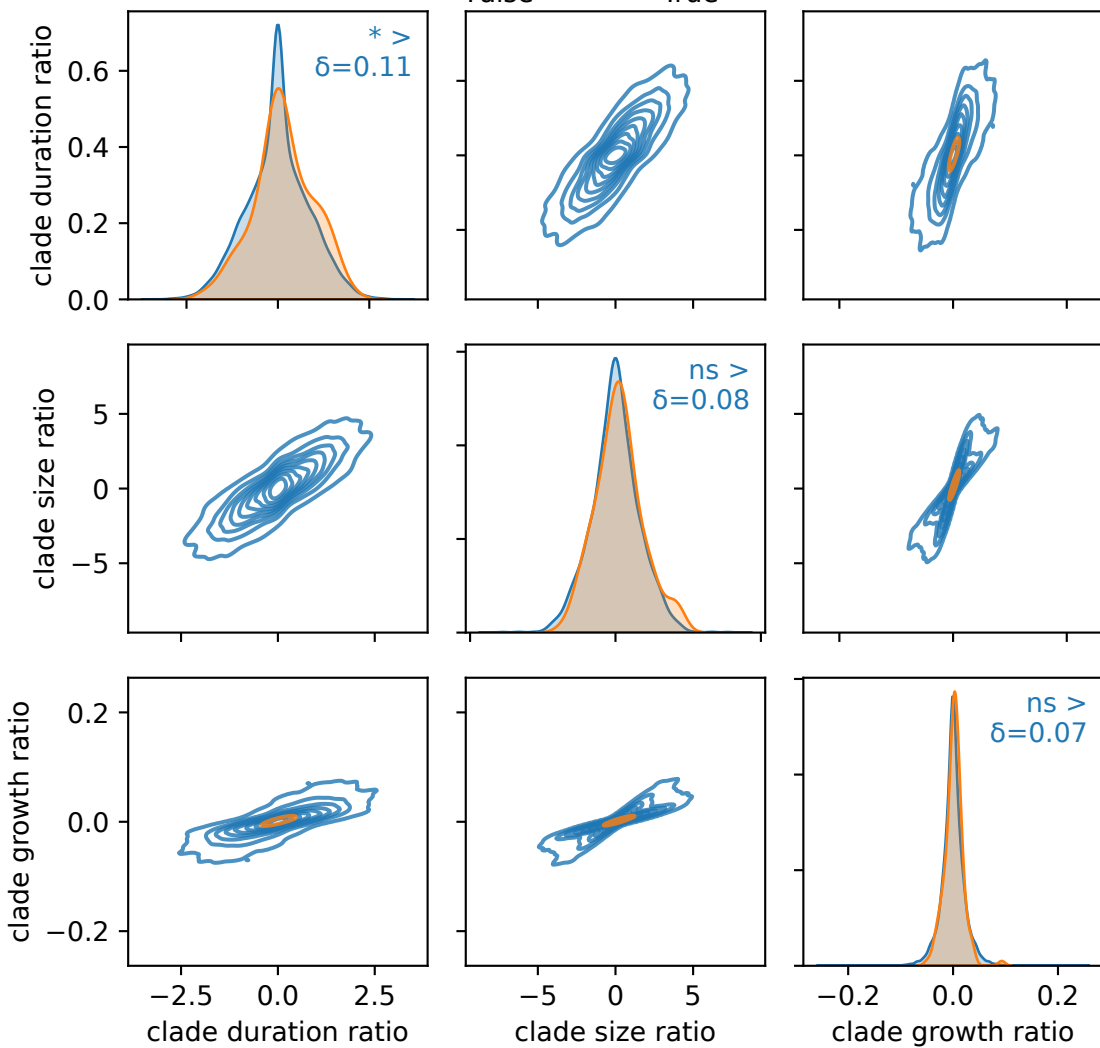 clade duration ratio
0.6
0.4
0.2
0.0
* >
δ=0.11
clade size ratio
5
0
−5
ns >
δ=0.08
clade growth ratio
0.2
0.0
−0.2
ns >
δ=0.07
−2.5 0.0 2.5
−5 0 5
−0.2 0.0 0.2
clade duration ratio
clade size ratio
clade growth ratio